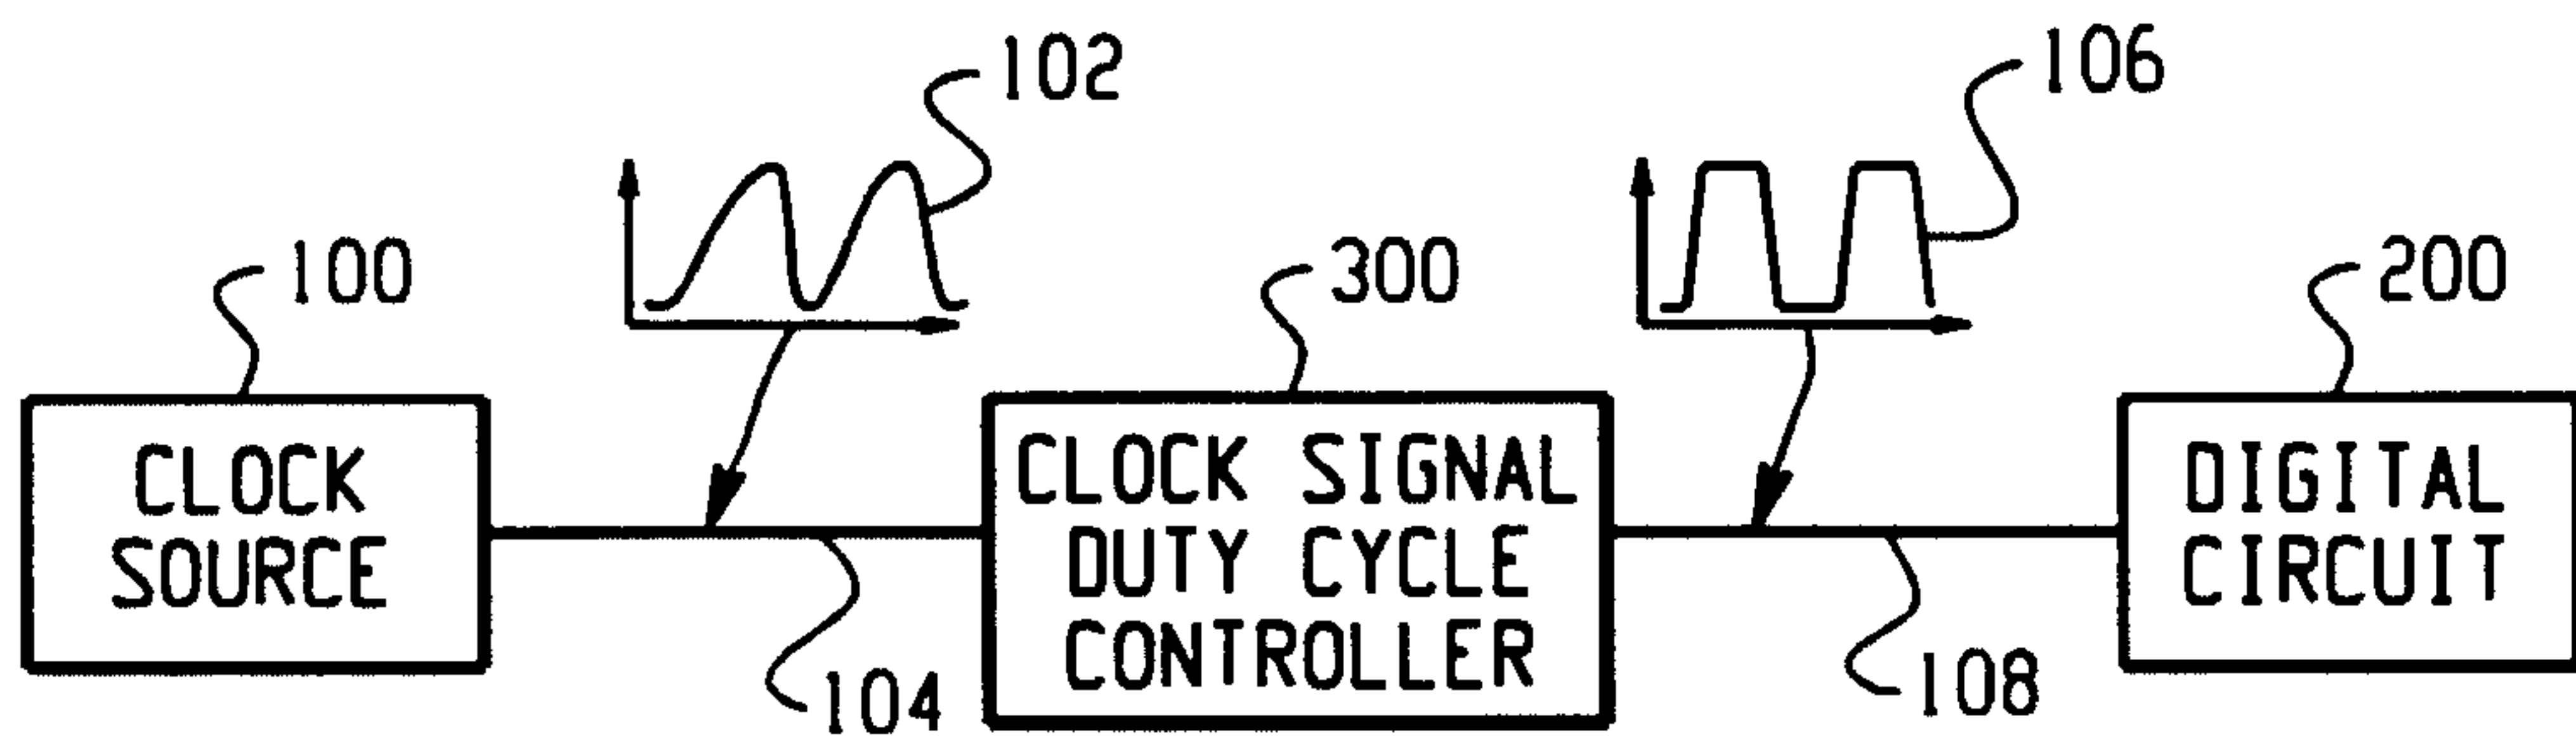 102
106
100
300
200
CLOCK
SOURCE
CLOCK SIGNAL
DUTY CYCLE
CONTROLLER
DIGITAL
CIRCUIT
104
108